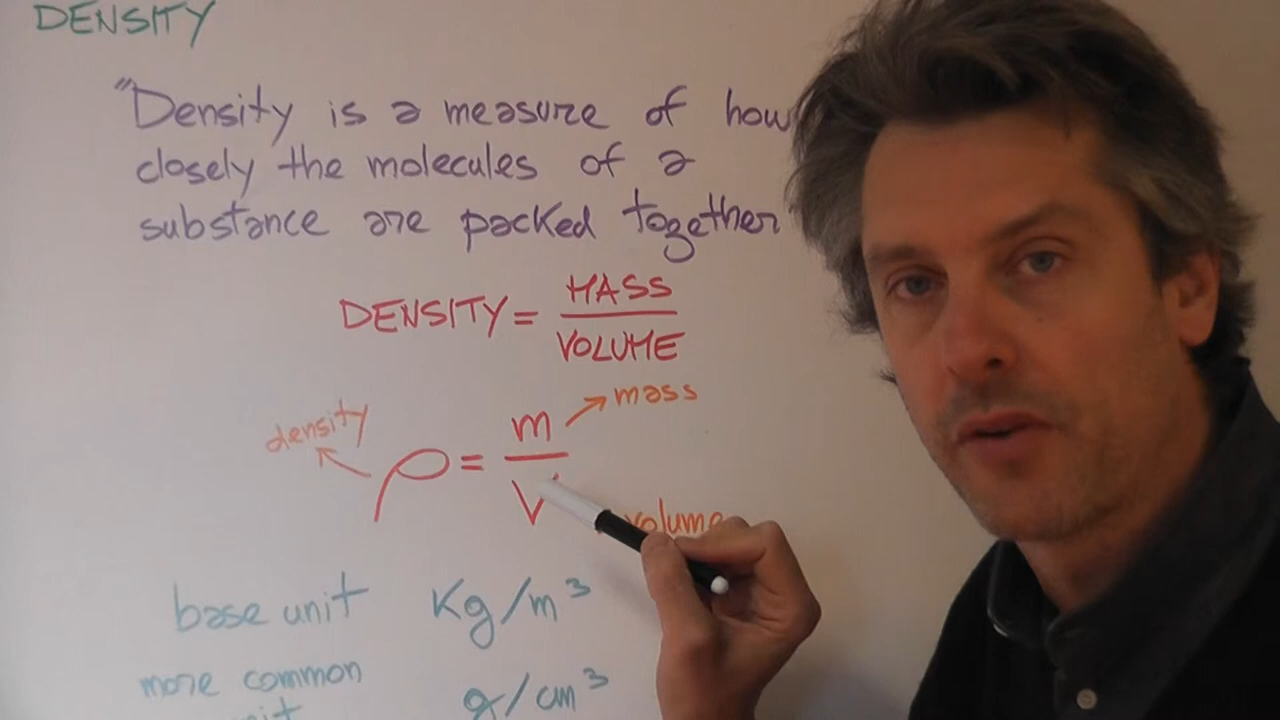 DENSITY
"Density is a measure of how
closely the molecules of a
substance are packed together
DENSITY = MASS
VOLUME
density
ρ = m
V
mass
volume
base unit Kg/m³
more common g/cm³